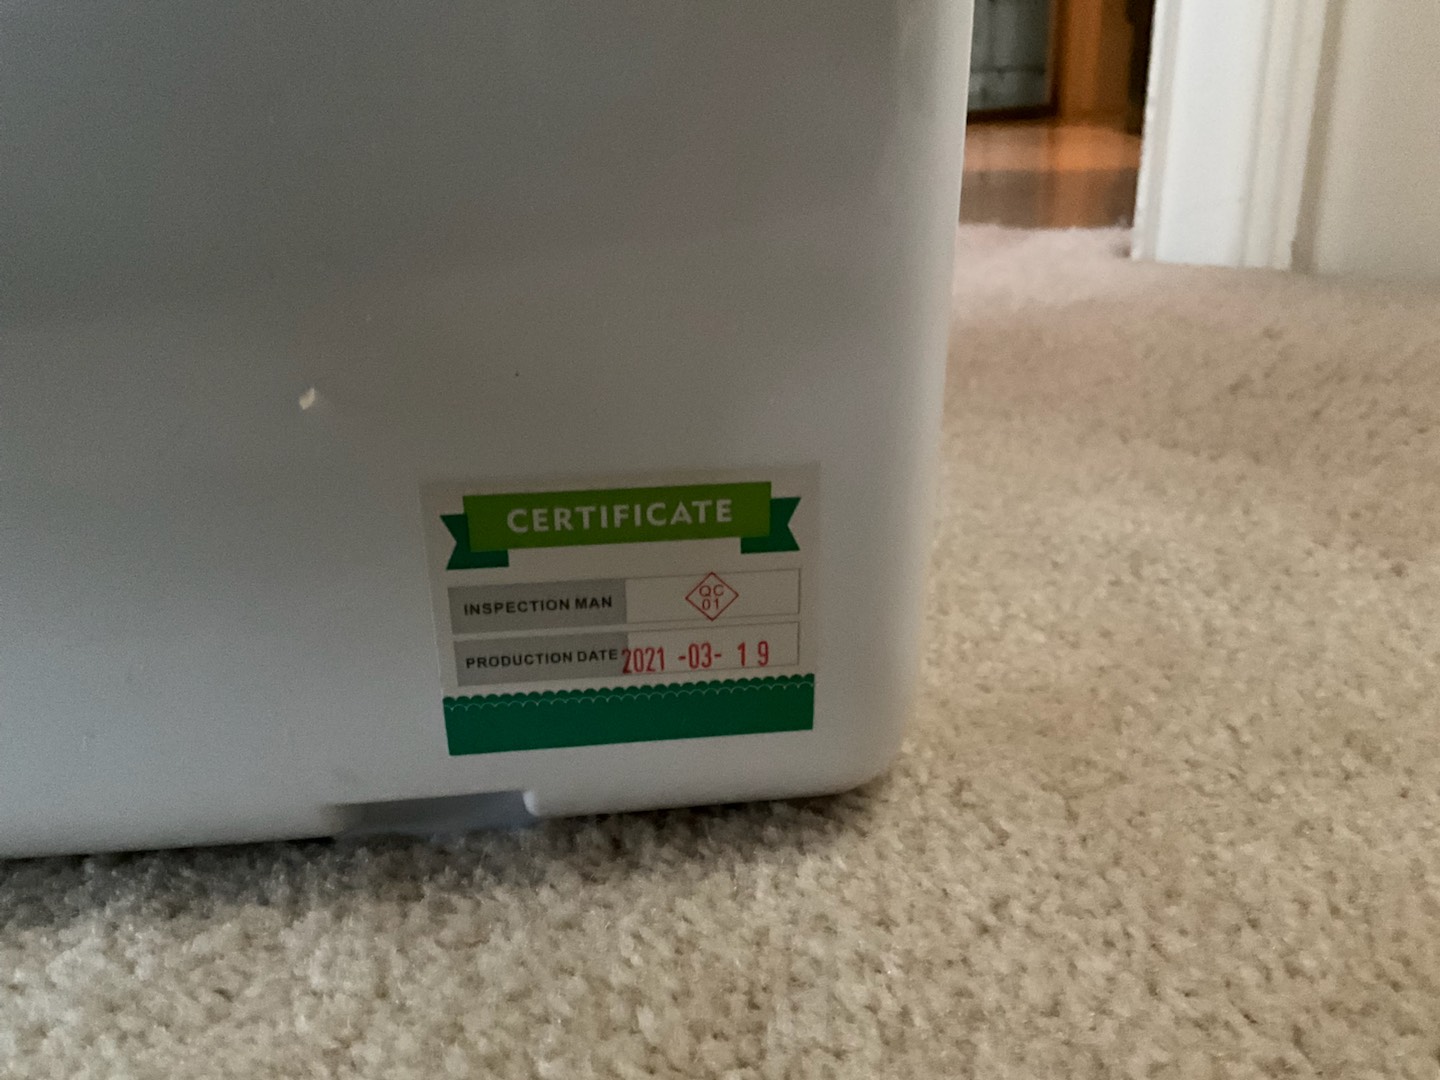 CERTIFICATE
INSPECTION MAN QC 01
PRODUCTION DATE 2021 -03- 19